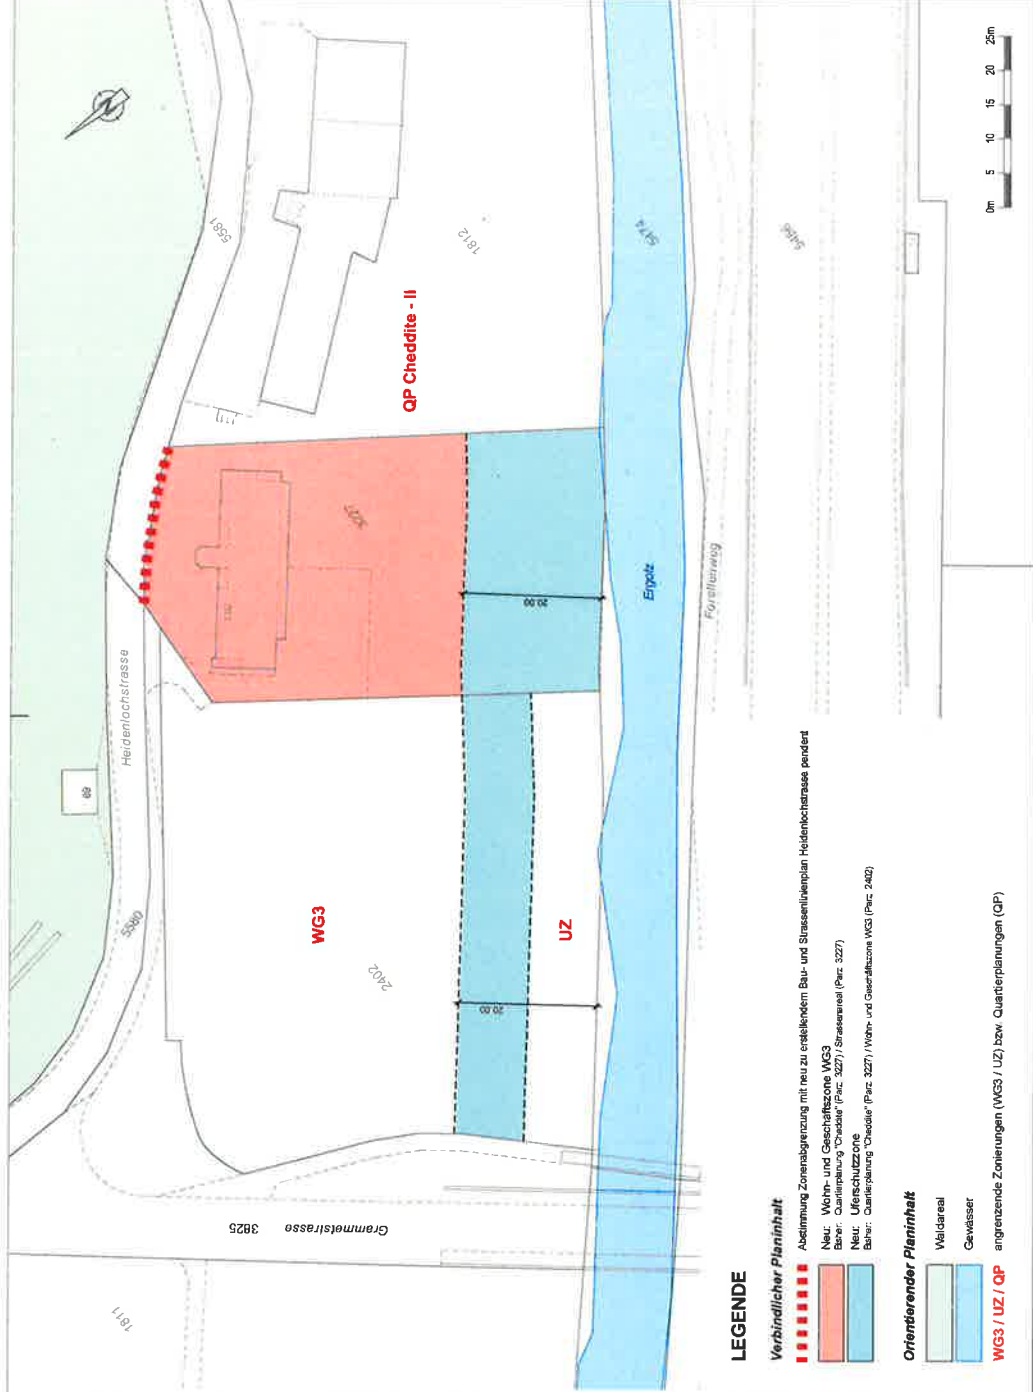 Heidenlochstrasse
5580
5581
69
3227
1812
QP Cheddite - II
WG3
2402
UZ
20.00
20.00
Ergolz
5474
5456
Forellenweg
Grammetstrasse 3825
1811
0m 5 10 15 20 25m
LEGENDE
Verbindlicher Planinhalt
Abstimmung Zonenabgrenzung mit neu zu erstellendem Bau- und Strassenlinienplan Heidenlochstrasse pendent
Neu: Wohn- und Geschäftszone WG3
Bisher: Quartierplanung "Cheddite" (Parz. 3227) / Strassenareal (Parz. 3227)
Neu: Uferschutzzone
Bisher: Quartierplanung "Cheddite" (Parz. 3227) / Wohn- und Geschäftszone WG3 (Parz. 2402)
Orientierender Planinhalt
Waldareal
Gewässer
WG3 / UZ / QP angrenzende Zonierungen (WG3 / UZ) bzw. Quartierplanungen (QP)